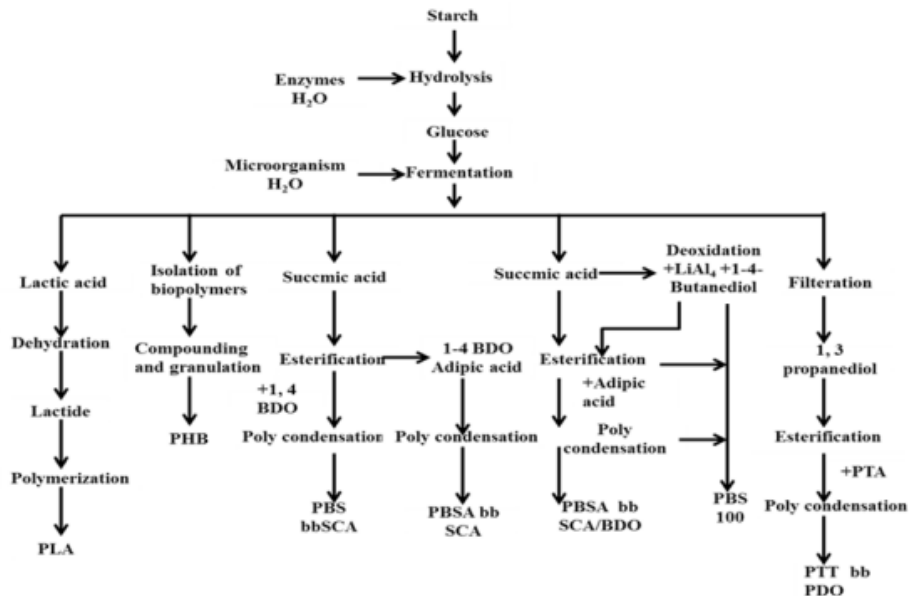 Starch
Enzymes
H₂O
Hydrolysis
Glucose
Microorganism
H₂O
Fermentation
Lactic acid
Dehydration
Lactide
Polymerization
PLA
Isolation of
biopolymers
Compounding
and granulation
PHB
Succmic acid
Esterification
+1, 4
BDO
Poly condensation
PBS
bbSCA
1-4 BDO
Adipic acid
Poly condensation
PBSA bb
SCA
Succmic acid
Deoxidation
+LiAl₄ +1-4-
Butanediol
Esterification
+Adipic
acid
Poly
condensation
PBSA bb
SCA/BDO
PBS
100
Filteration
1, 3
propanediol
Esterification
+PTA
Poly condensation
PTT bb
PDO